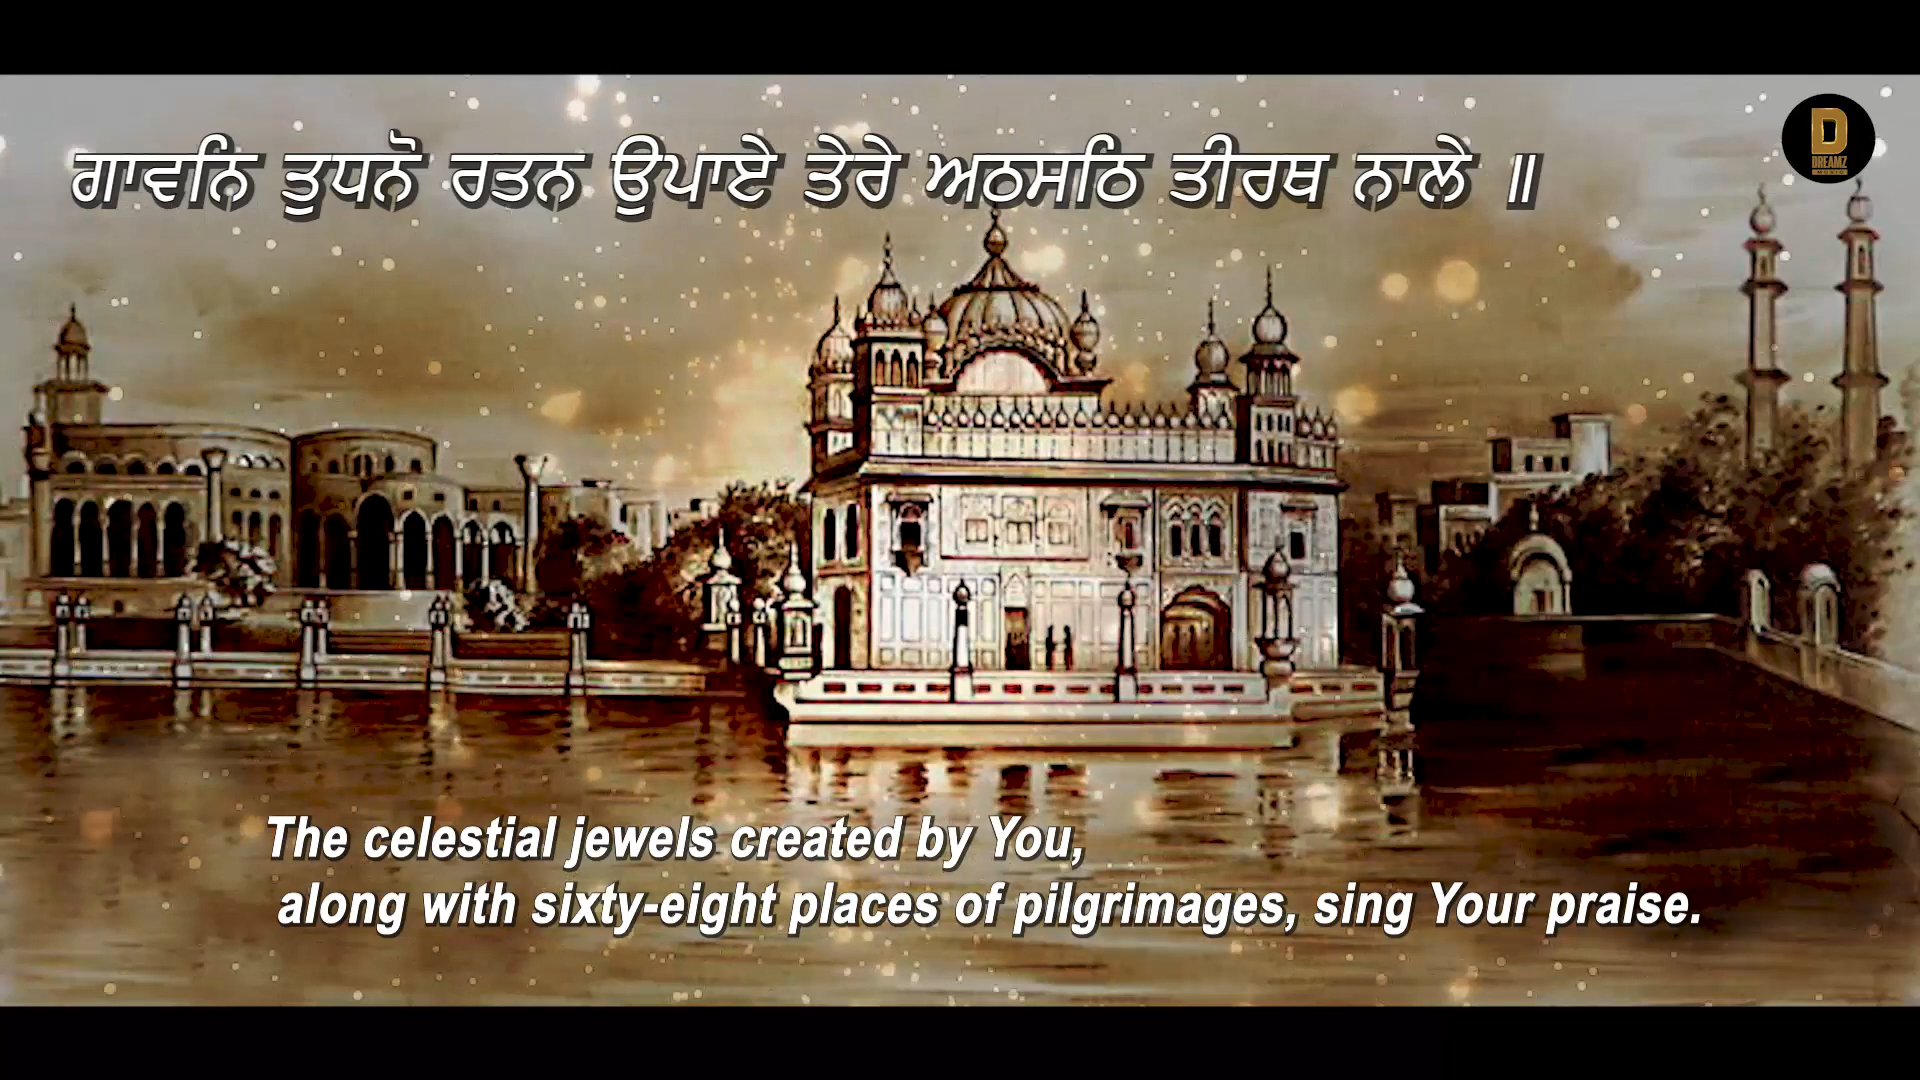 ਗਾਵਨਿ ਤੁਧਨੋ ਰਤਨ ਉਪਾਏ ਤੇਰੇ ਅਠਸਠਿ ਤੀਰਥ ਨਾਲੇ ॥
D
DREAMZ
MUSIC
The celestial jewels created by You,
along with sixty-eight places of pilgrimages, sing Your praise.